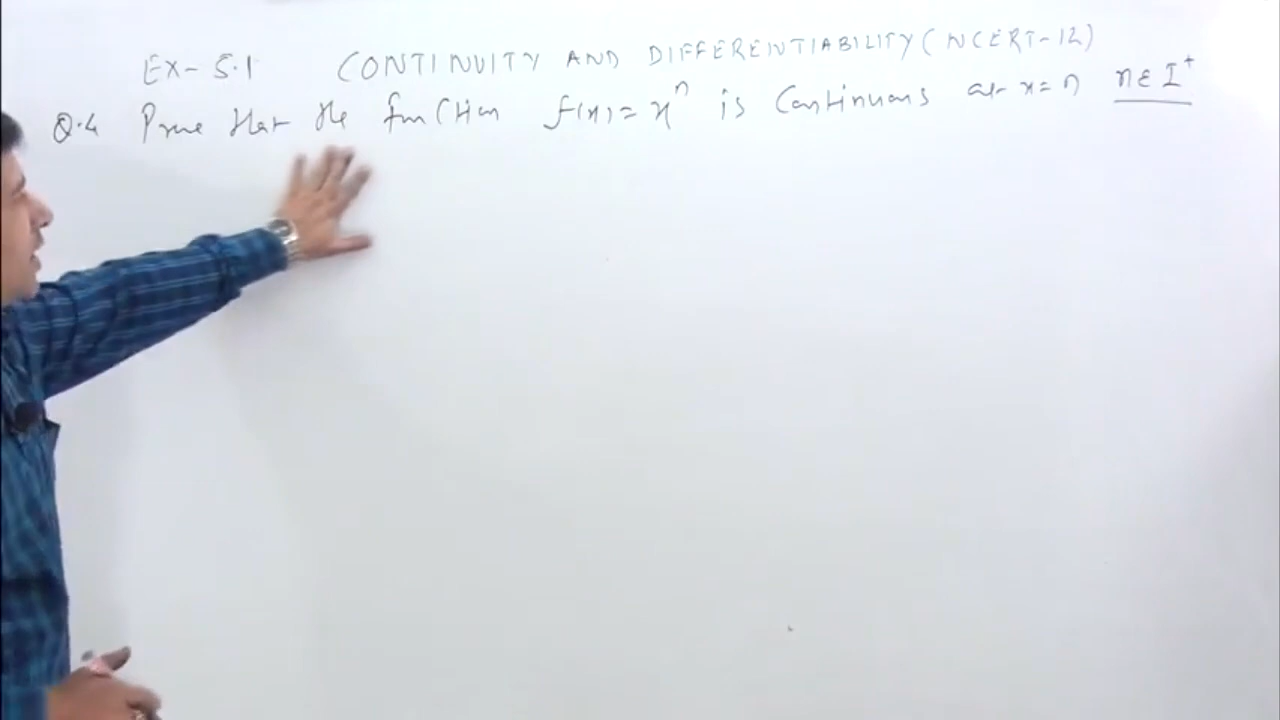 EX-5.1 CONTINUITY AND DIFFERENTIABILITY (NCERT-12)
Q.4 Prove that the function f(x) = x^n is Continuous at x = n n ∈ I^+